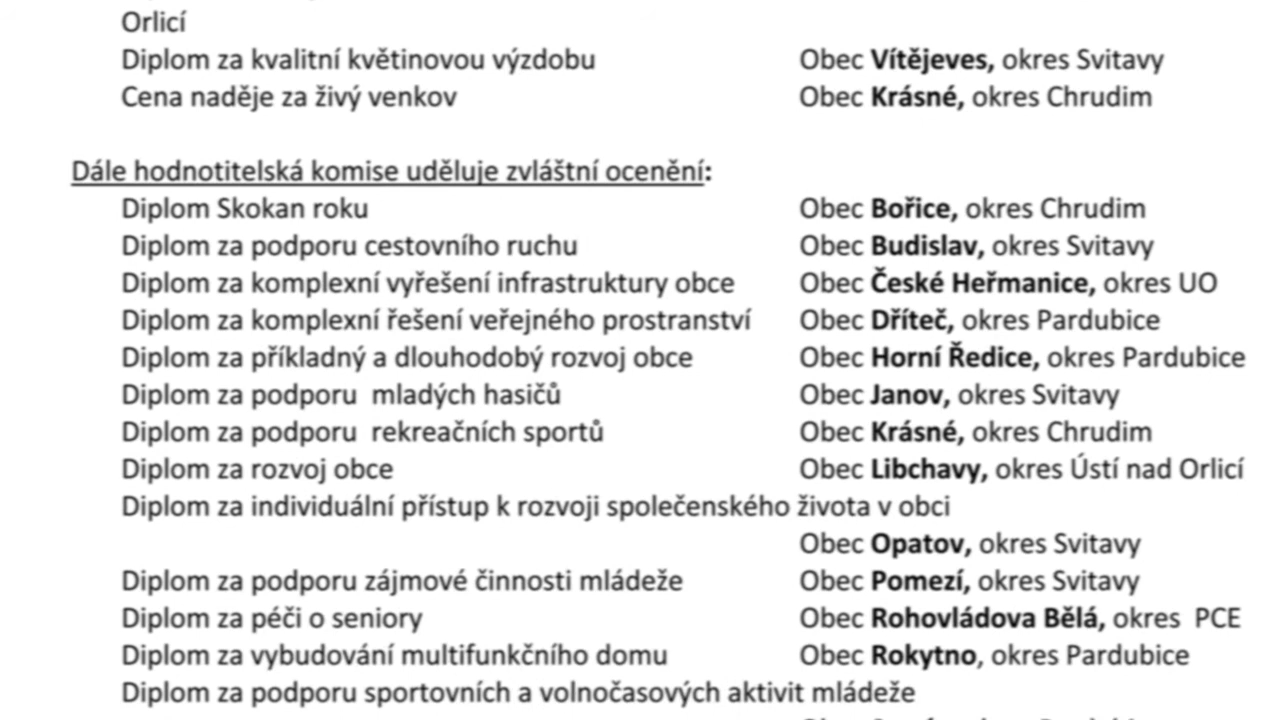 Orlicí
Diplom za kvalitní květinovou výzdobu Obec Vítějeves, okres Svitavy
Cena naděje za živý venkov Obec Krásné, okres Chrudim
Dále hodnotitelská komise uděluje zvláštní ocenění:
Diplom Skokan roku Obec Bořice, okres Chrudim
Diplom za podporu cestovního ruchu Obec Budislav, okres Svitavy
Diplom za komplexní vyřešení infrastruktury obce Obec České Heřmanice, okres UO
Diplom za komplexní řešení veřejného prostranství Obec Dříteč, okres Pardubice
Diplom za příkladný a dlouhodobý rozvoj obce Obec Horní Ředice, okres Pardubice
Diplom za podporu  mladých hasičů Obec Janov, okres Svitavy
Diplom za podporu  rekreačních sportů Obec Krásné, okres Chrudim
Diplom za rozvoj obce Obec Libchavy, okres Ústí nad Orlicí
Diplom za individuální přístup k rozvoji společenského života v obci
Obec Opatov, okres Svitavy
Diplom za podporu zájmové činnosti mládeže Obec Pomezí, okres Svitavy
Diplom za péči o seniory Obec Rohovládova Bělá, okres  PCE
Diplom za vybudování multifunkčního domu Obec Rokytno, okres Pardubice
Diplom za podporu sportovních a volnočasových aktivit mládeže